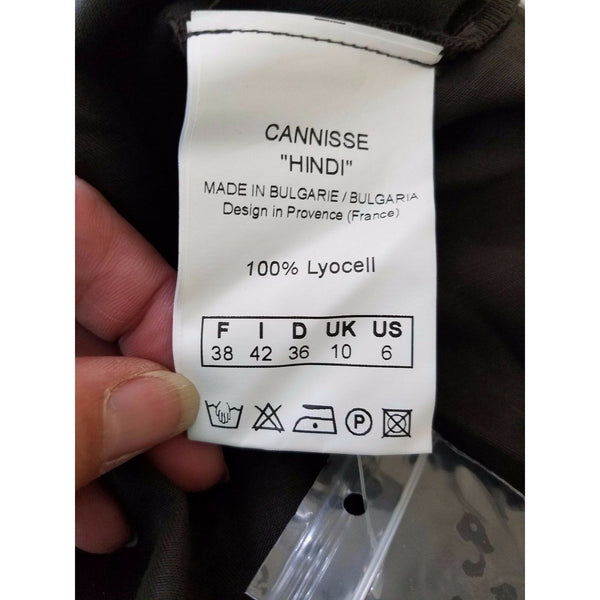 CANNISSE
"HINDI"
MADE IN BULGARIE / BULGARIA
Design in Provence (France)
100% Lyocell
F I D UK US
38 42 36 10 6
P